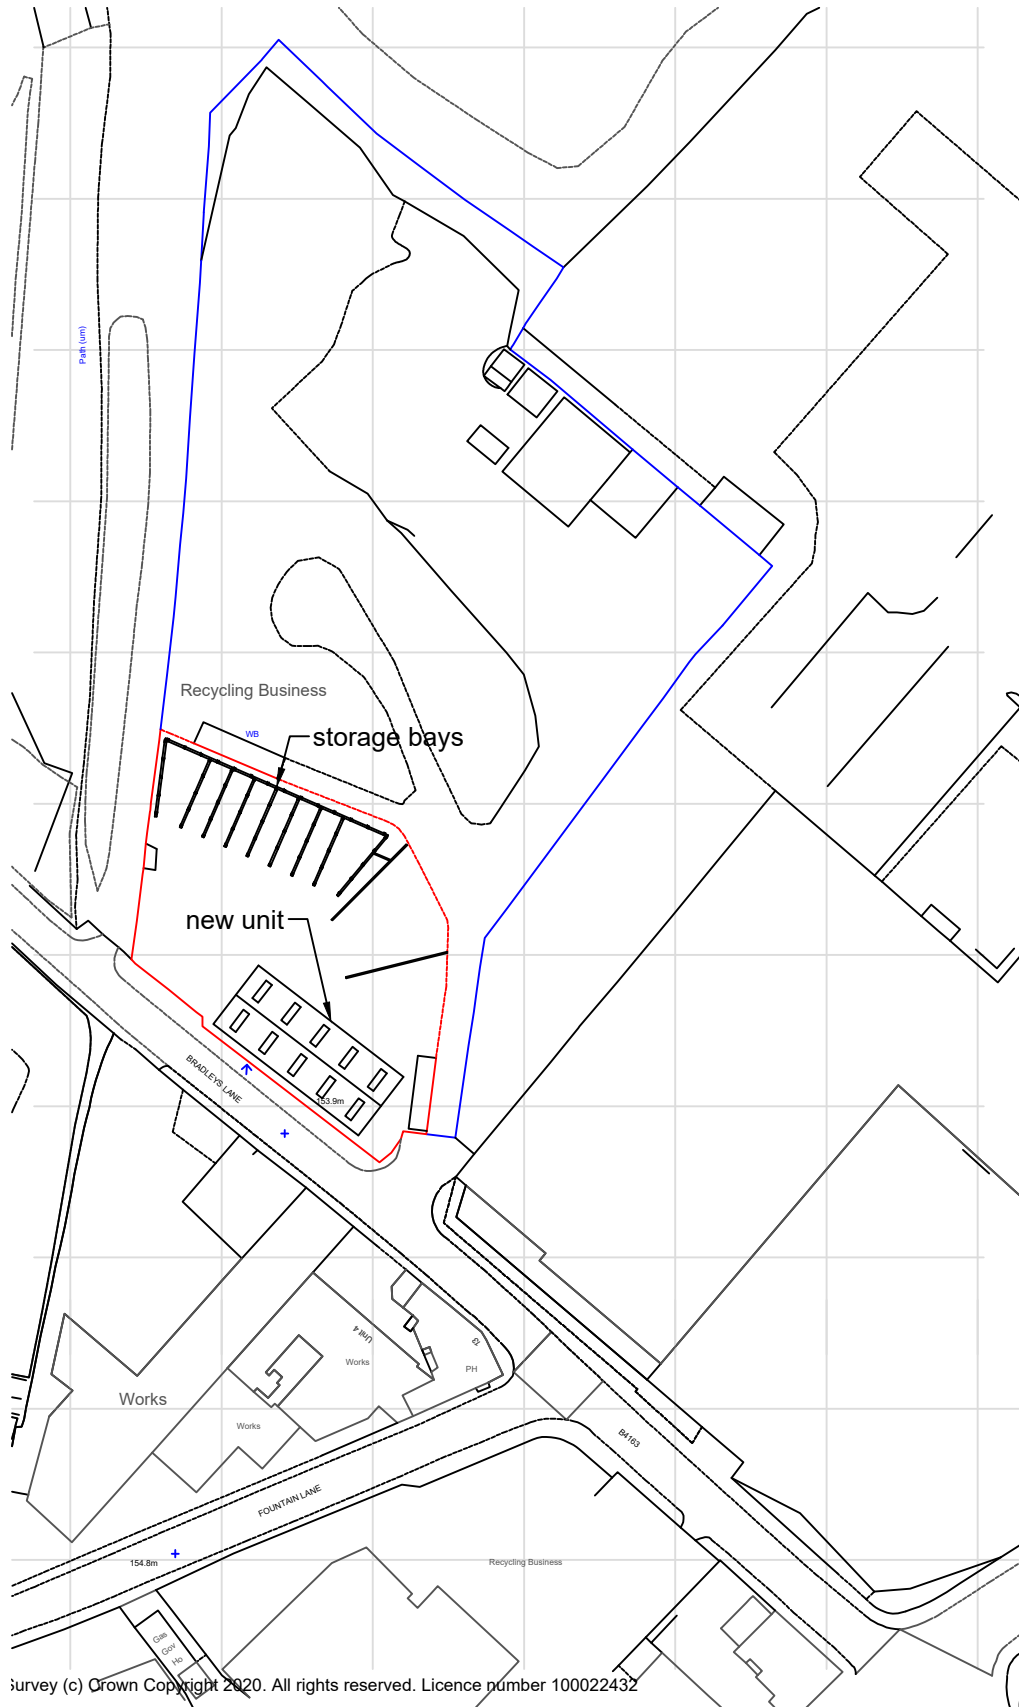 Path (um)
Recycling Business
WB
storage bays
new unit
BRADLEYS LANE
153.9m
Unit 4
Works
13
PH
Works
Works
B4163
FOUNTAIN LANE
154.8m
Recycling Business
Gas
Gov
Ho
Survey (c) Crown Copyright 2020. All rights reserved. Licence number 100022432